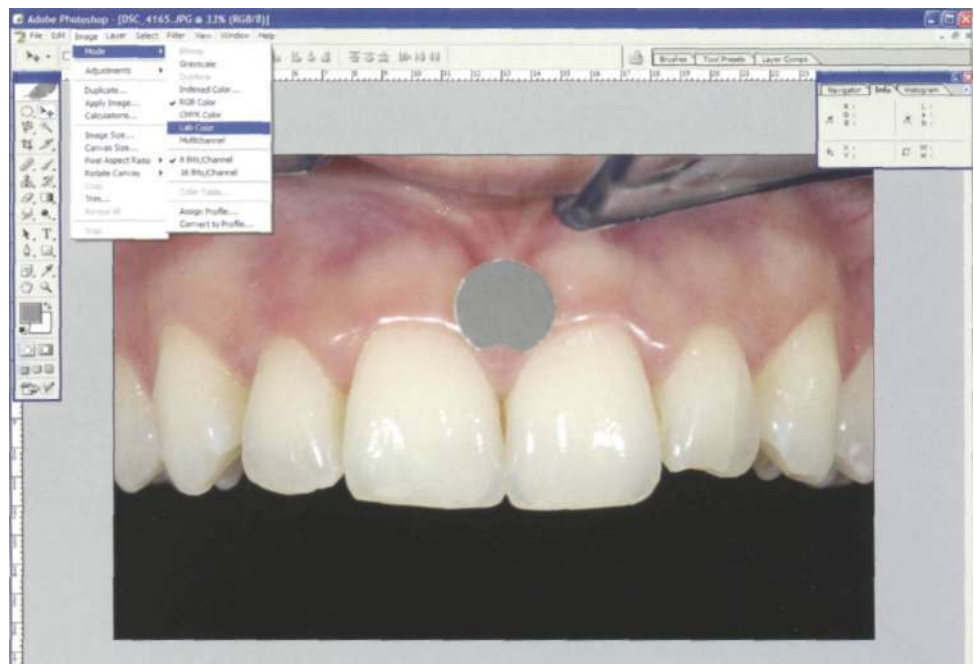 Adobe Photoshop - [DSC_4165.JPG @ 33% (RGB/8)]
File Edit Image Layer Select Filter View Window Help
Mode
Adjustments
Duplicate...
Apply Image...
Calculations...
Image Size...
Canvas Size...
Pixel Aspect Ratio
Rotate Canvas
Crop
Trim...
Reveal All
Trap...
Bitmap
Grayscale
Duotone
Indexed Color...
RGB Color
CMYK Color
Lab Color
Multichannel
8 Bits/Channel
16 Bits/Channel
Color Table...
Assign Profile...
Convert to Profile...
Brushes Tool Presets Layer Comps
Navigator Info Histogram
R :
G :
B :
L :
a :
b :
X :
Y :
W :
H :